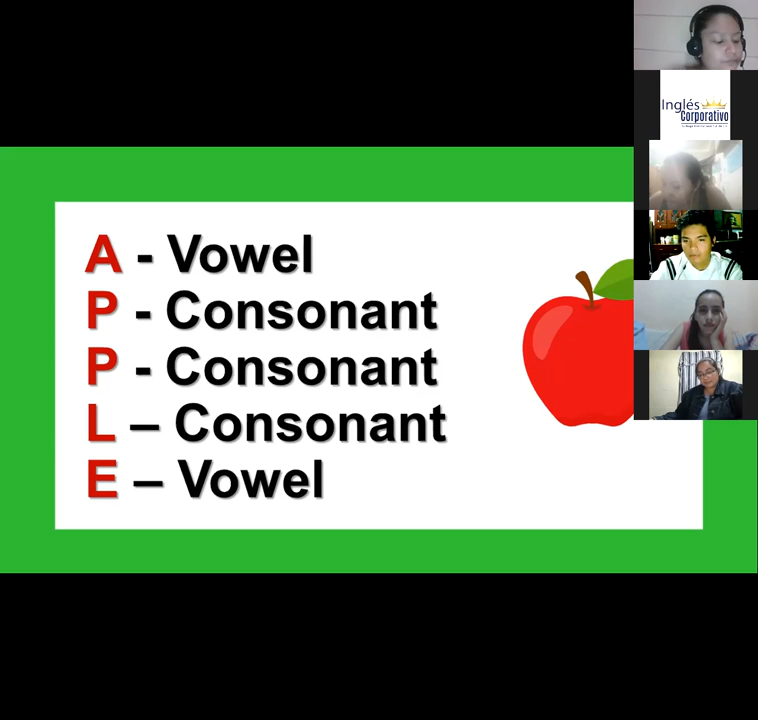 A - Vowel
P - Consonant
P - Consonant
L – Consonant
E – Vowel
Inglés
Corporativo